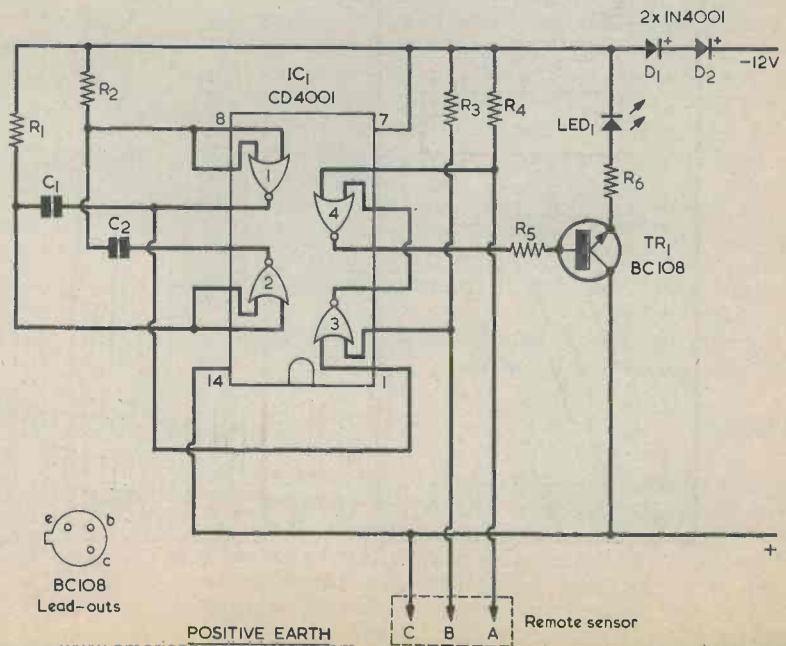 2 x IN4001
D1
+
D2
+
-12V
IC1
CD4001
R1
R2
8
7
R3
R4
LED1
C1
1
C2
4
R6
R5
TR1
BC108
2
3
14
1
+
e
b
c
BC108
Lead-outs
POSITIVE EARTH
C B A
Remote sensor